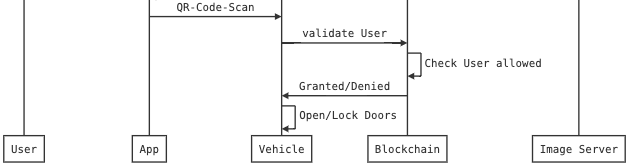 QR-Code-Scan
validate User
Check User allowed
Granted/Denied
Open/Lock Doors
User
App
Vehicle
Blockchain
Image Server